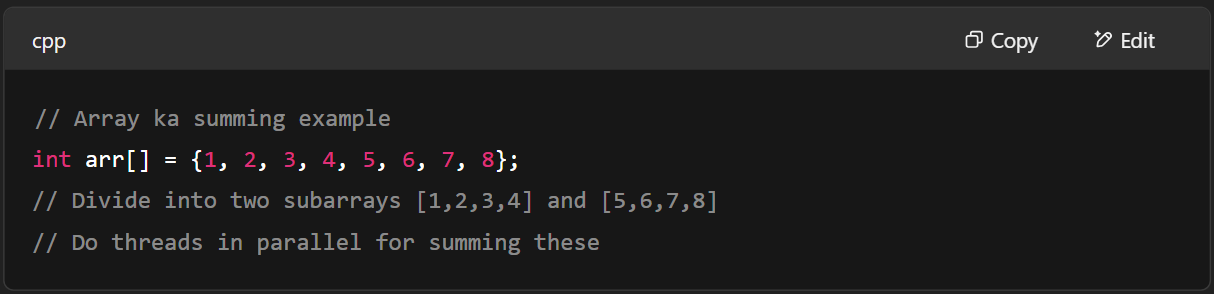 cpp Copy Edit
// Array ka summing example
int arr[] = {1, 2, 3, 4, 5, 6, 7, 8};
// Divide into two subarrays [1,2,3,4] and [5,6,7,8]
// Do threads in parallel for summing these